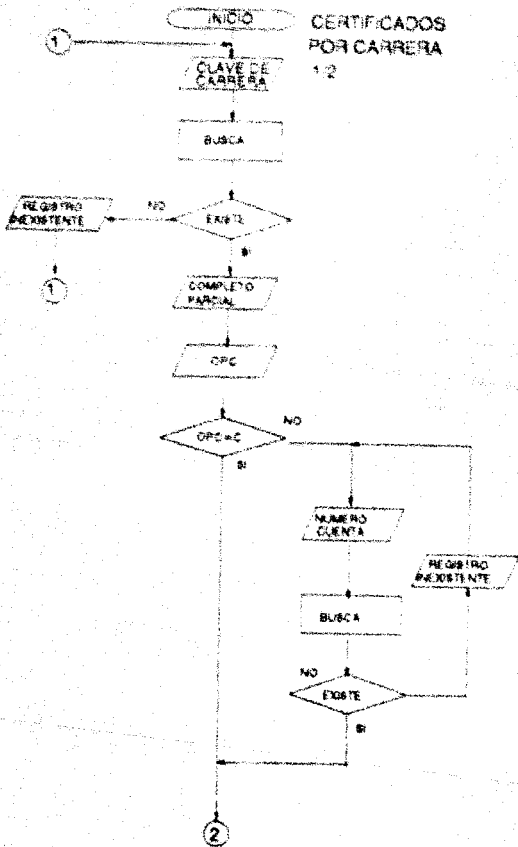 INICIO
CERTIFICADOS
POR CARRERA
1/2
1
CLAVE DE
CARRERA
BUSCA
EXISTE
NO
REGISTRO
INEXISTENTE
1
SI
COMPLETO
PARCIAL
OPC
OPC=C
NO
SI
NUMERO
CUENTA
REGISTRO
INEXISTENTE
BUSCA
NO
EXISTE
SI
2